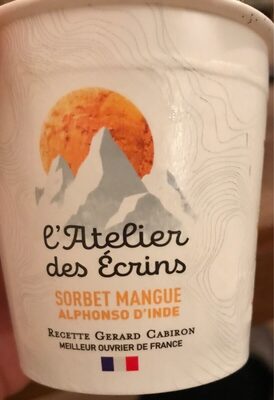 l'Atelier
des Écrins
SORBET MANGUE
ALPHONSO D'INDE
RECETTE GERARD CABIRON
MEILLEUR OUVRIER DE FRANCE